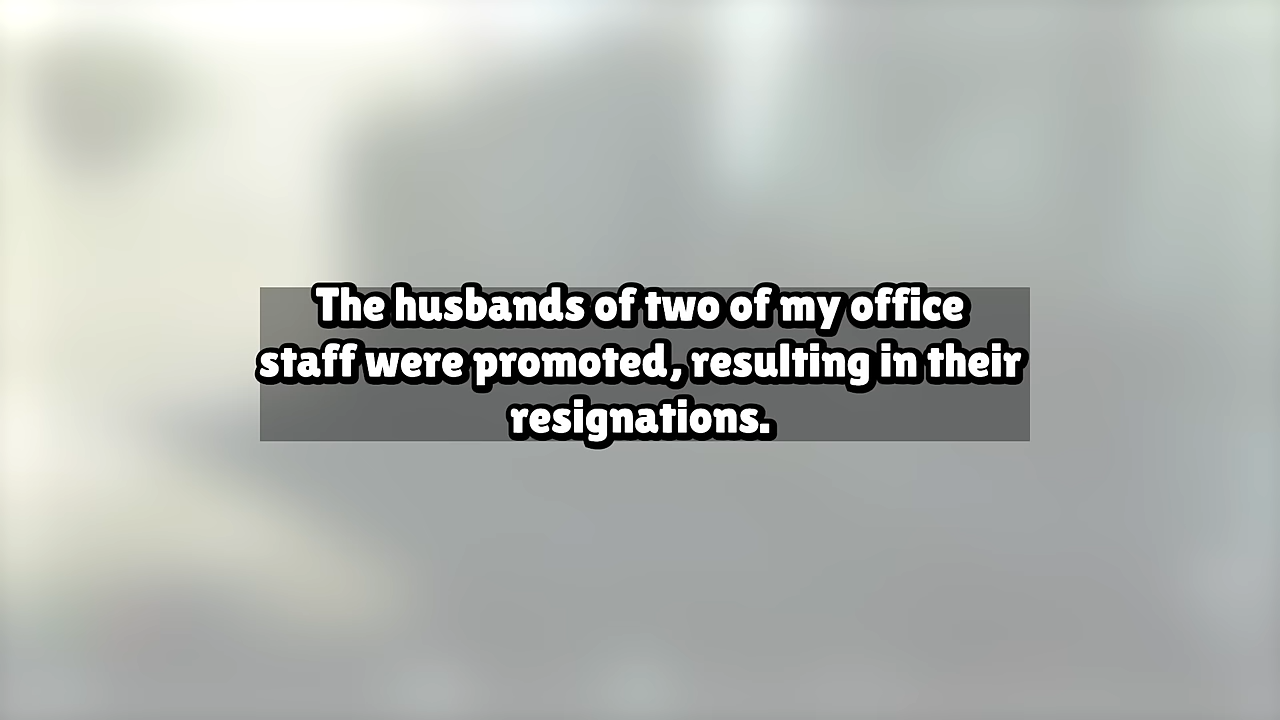 The husbands of two of my office
staff were promoted, resulting in their
resignations.